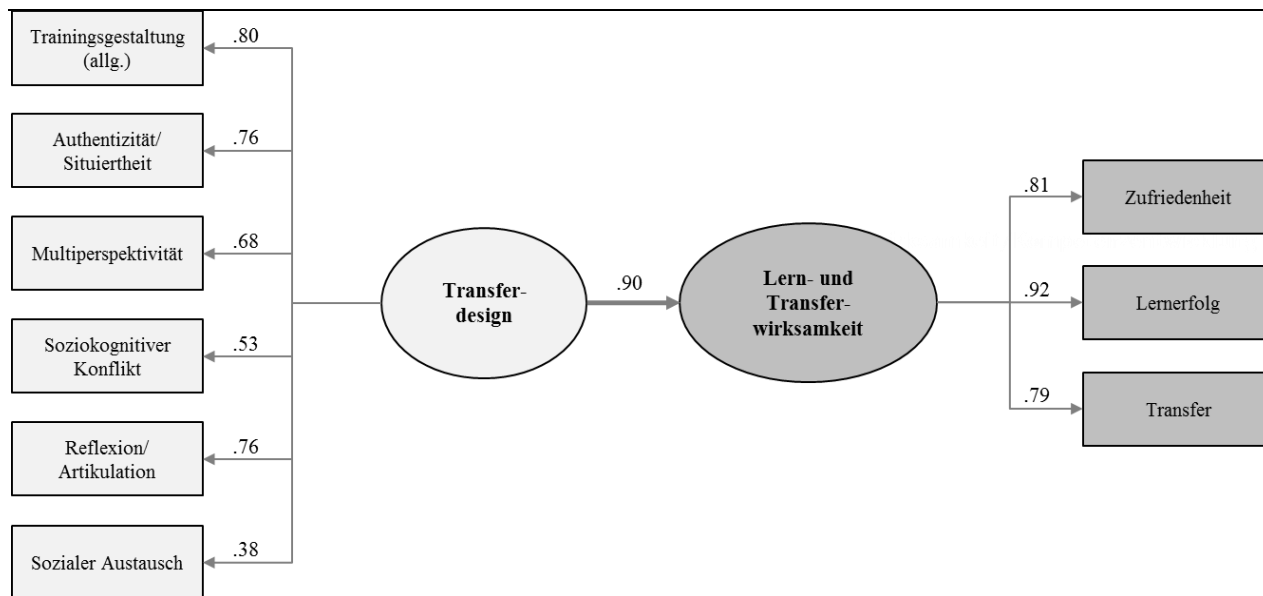 Trainingsgestaltung
(allg.)
.80
Authentizität/
Situiertheit
.76
Multiperspektivität
.68
Soziokognitiver
Konflikt
.53
Reflexion/
Artikulation
.76
Sozialer Austausch
.38
Transfer-
design
.90
Lern- und
Transfer-
wirksamkeit
.81
Zufriedenheit
.92
Lernerfolg
.79
Transfer